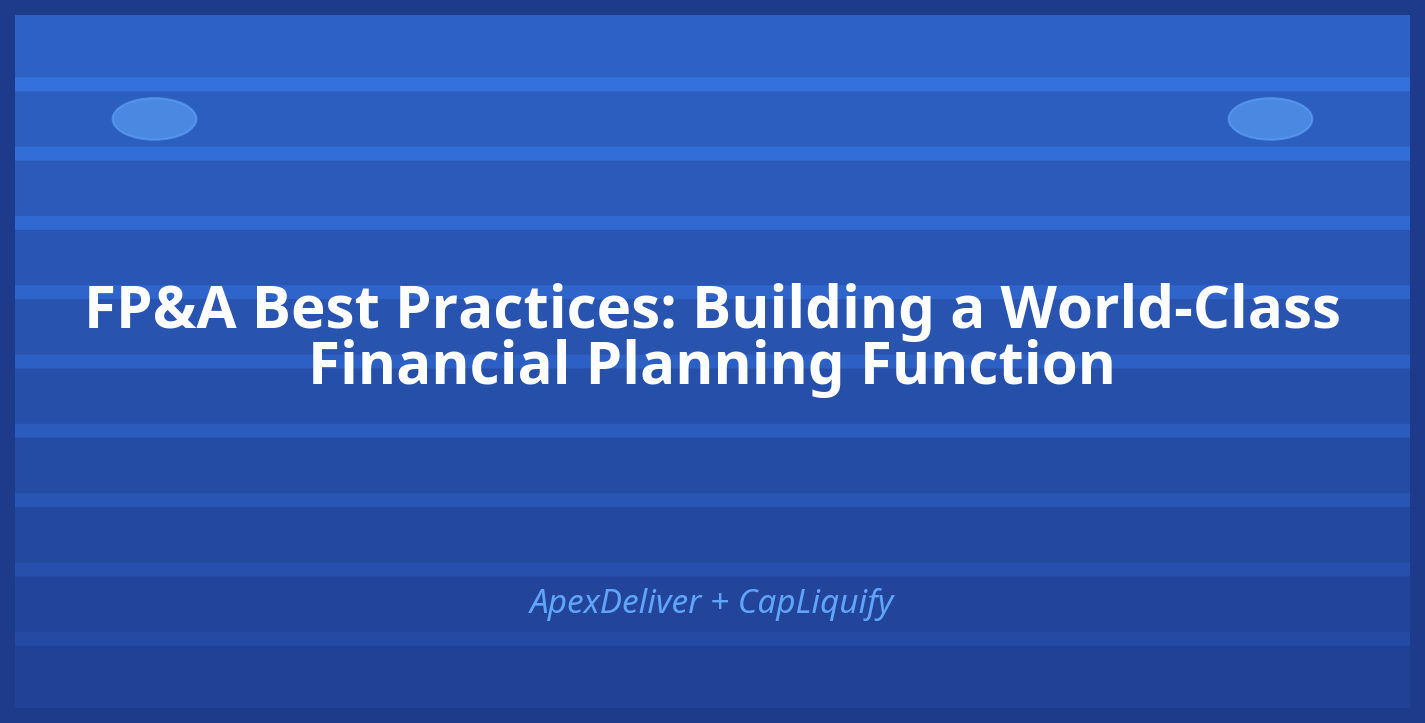 FP&A Best Practices: Building a World-Class
Financial Planning Function
ApexDeliver + CapLiquify